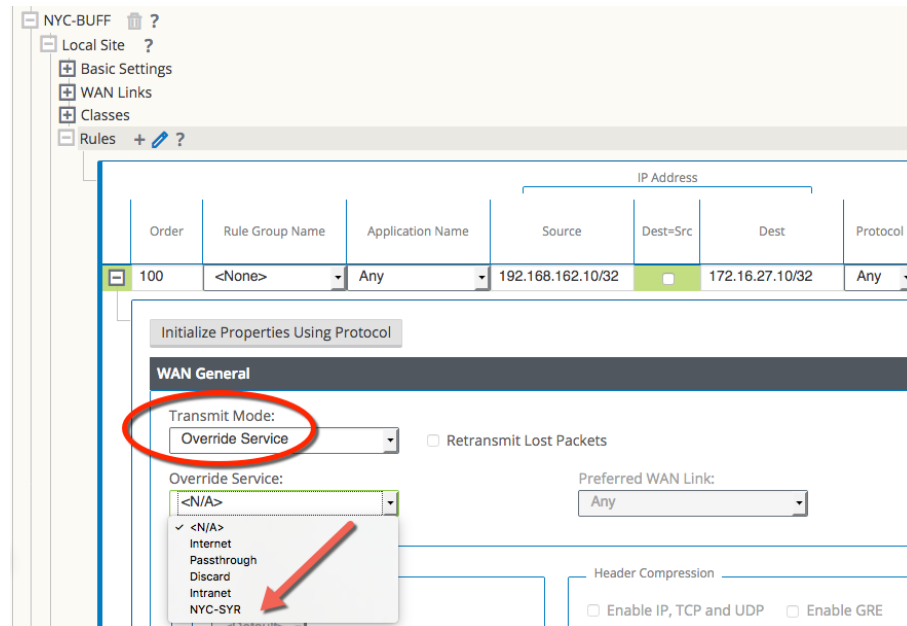 NYC-BUFF ?
Local Site ?
Basic Settings
WAN Links
Classes
Rules + ?
IP Address
Order Rule Group Name Application Name Source Dest=Src Dest Protocol
100 <None> Any 192.168.162.10/32 172.16.27.10/32 Any
Initialize Properties Using Protocol
WAN General
Transmit Mode:
Override Service Retransmit Lost Packets
Override Service: Preferred WAN Link:
<N/A> Any
✓ <N/A>
Internet
Passthrough
Discard
Intranet
NYC-SYR
Header Compression
Enable IP, TCP and UDP Enable GRE